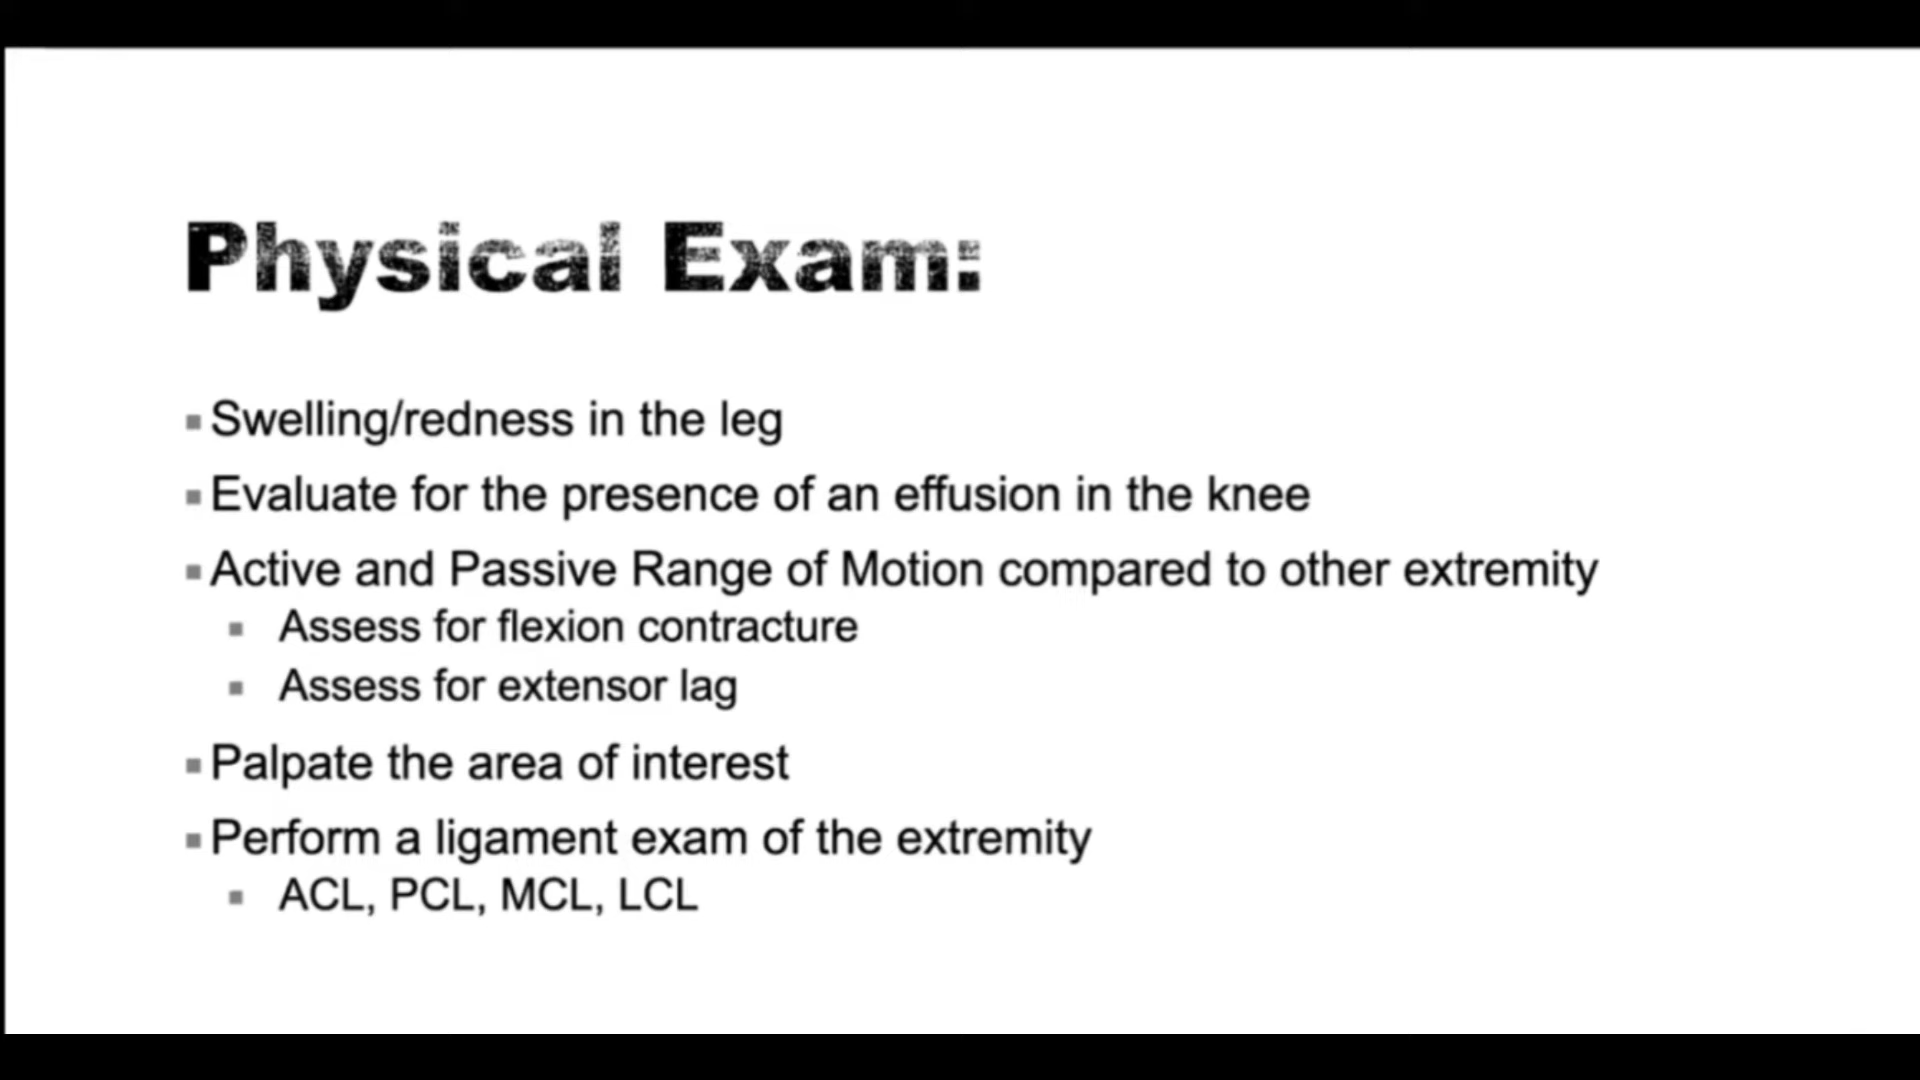 Physical Exam:
Swelling/redness in the leg
Evaluate for the presence of an effusion in the knee
Active and Passive Range of Motion compared to other extremity
Assess for flexion contracture
Assess for extensor lag
Palpate the area of interest
Perform a ligament exam of the extremity
ACL, PCL, MCL, LCL